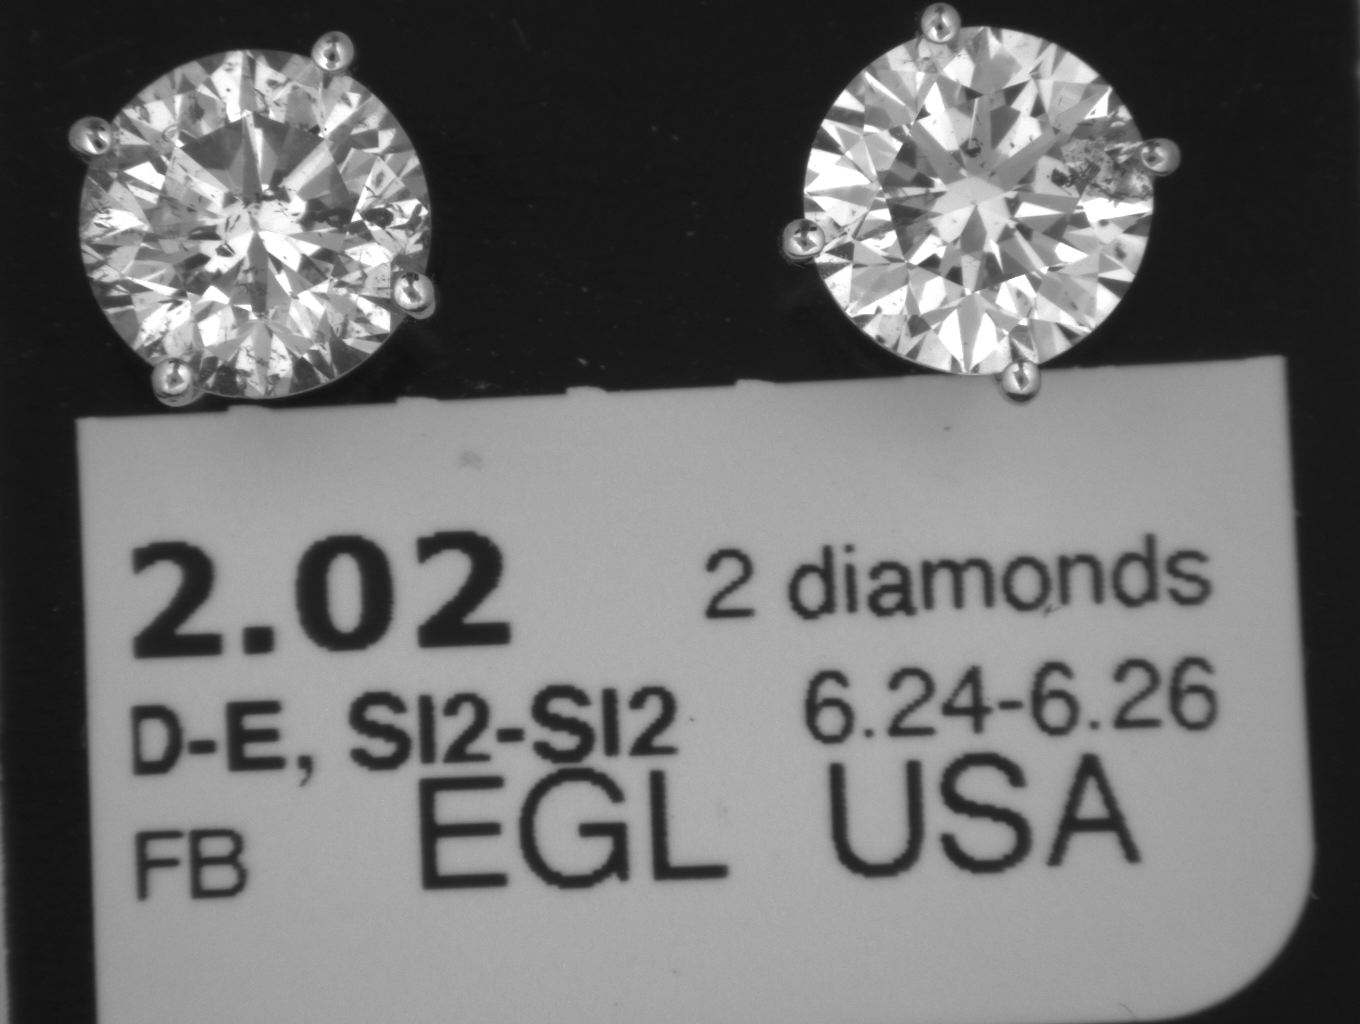 2.02 2 diamonds
D-E, SI2-SI2 6.24-6.26
FB EGL USA